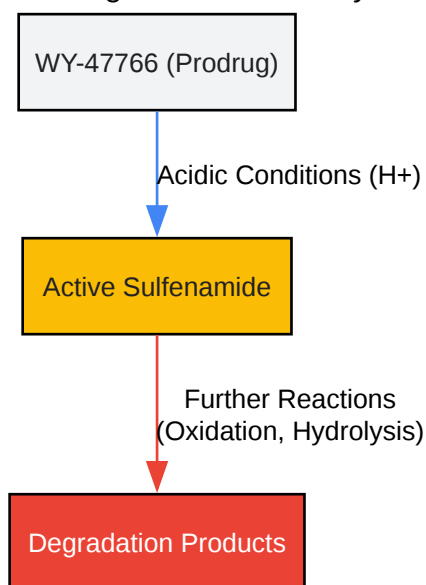 WY-47766 (Prodrug)
Acidic Conditions (H+)
Active Sulfenamide
Further Reactions
(Oxidation, Hydrolysis)
Degradation Products